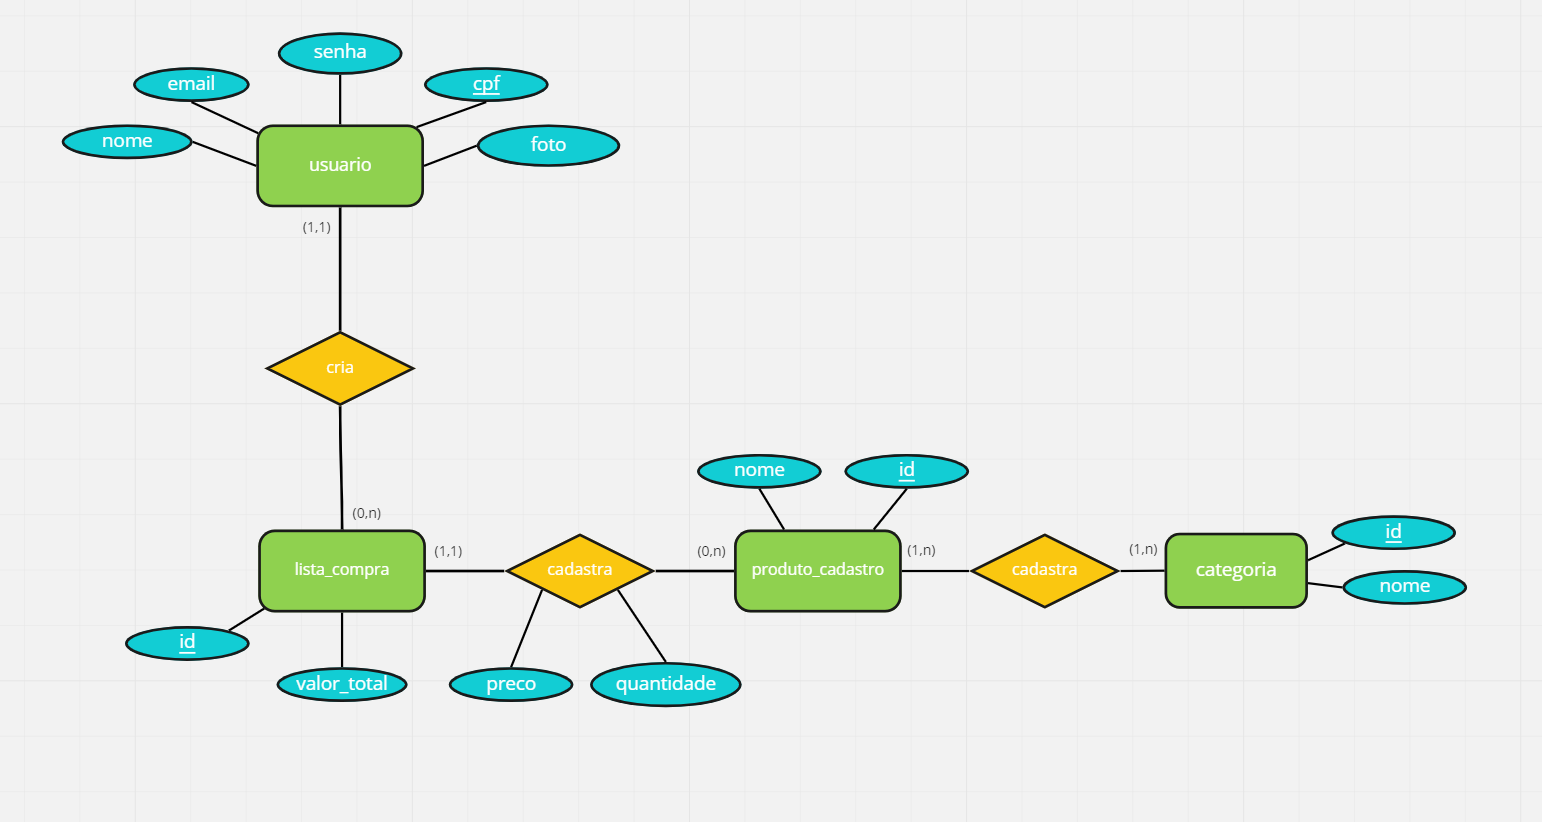 senha
email
cpf
nome
foto
usuario
(1,1)
cria
(0,n)
nome
id
lista_compra
(1,1)
cadastra
(0,n)
produto_cadastro
(1,n)
cadastra
(1,n)
categoria
id
nome
id
valor_total
preco
quantidade